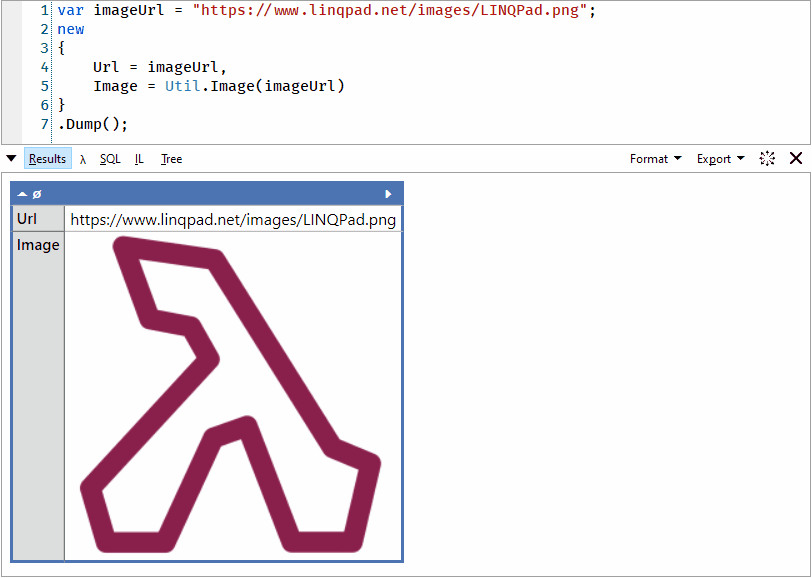 1 var imageUrl = "https://www.linqpad.net/images/LINQPad.png";
2 new
3 {
4     Url = imageUrl,
5     Image = Util.Image(imageUrl)
6 }
7 .Dump();
Results λ SQL IL Tree Format Export
ø
Url https://www.linqpad.net/images/LINQPad.png
Image